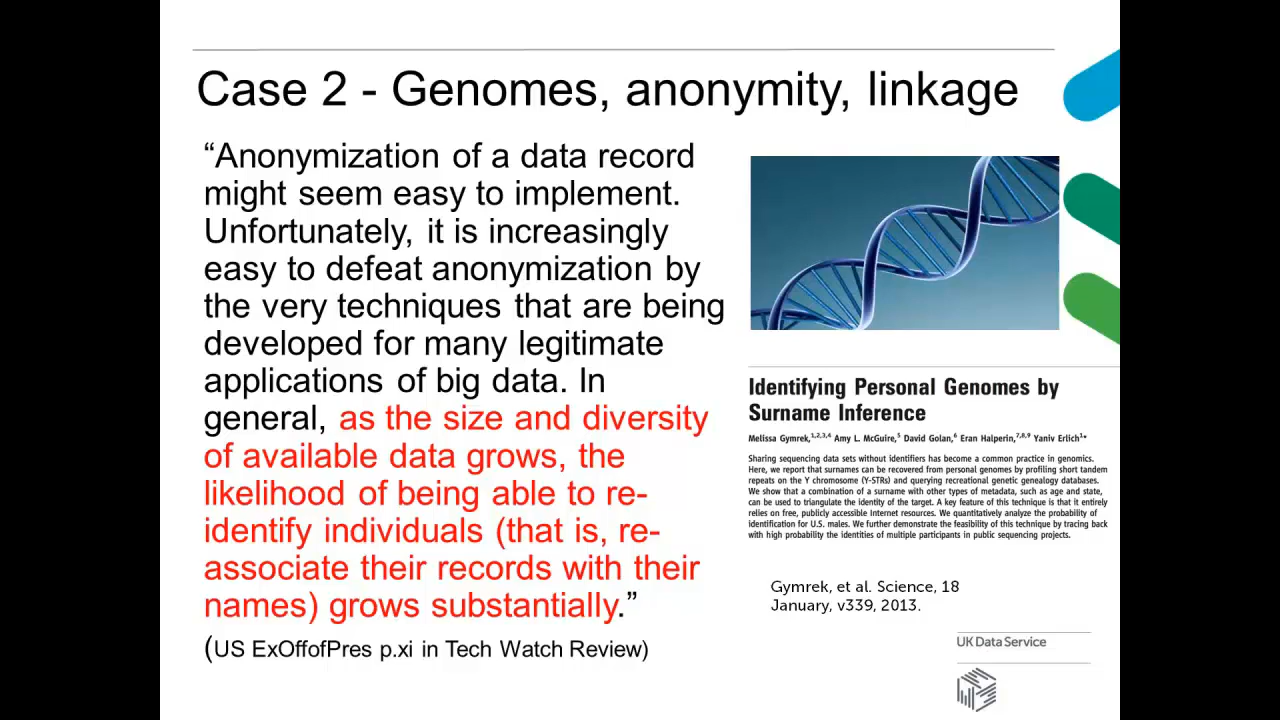 Case 2 - Genomes, anonymity, linkage
“Anonymization of a data record
might seem easy to implement.
Unfortunately, it is increasingly
easy to defeat anonymization by
the very techniques that are being
developed for many legitimate
applications of big data. In
general, as the size and diversity
of available data grows, the
likelihood of being able to re-
identify individuals (that is, re-
associate their records with their
names) grows substantially.”
(US ExOffofPres p.xi in Tech Watch Review)
Identifying Personal Genomes by
Surname Inference
Melissa Gymrek,1,2,3,4 Amy L. McGuire,5 David Golan,6 Eran Halperin,7,8,9 Yaniv Erlich1*
Sharing sequencing data sets without identifiers has become a common practice in genomics.
Here, we report that surnames can be recovered from personal genomes by profiling short tandem
repeats on the Y chromosome (Y-STRs) and querying recreational genetic genealogy databases.
We show that a combination of a surname with other types of metadata, such as age and state,
can be used to triangulate the identity of the target. A key feature of this technique is that it entirely
relies on free, publicly accessible Internet resources. We quantitatively analyze the probability of
identification for U.S. males. We further demonstrate the feasibility of this technique by tracing back
with high probability the identities of multiple participants in public sequencing projects.
Gymrek, et al. Science, 18
January, v339, 2013.
UK Data Service